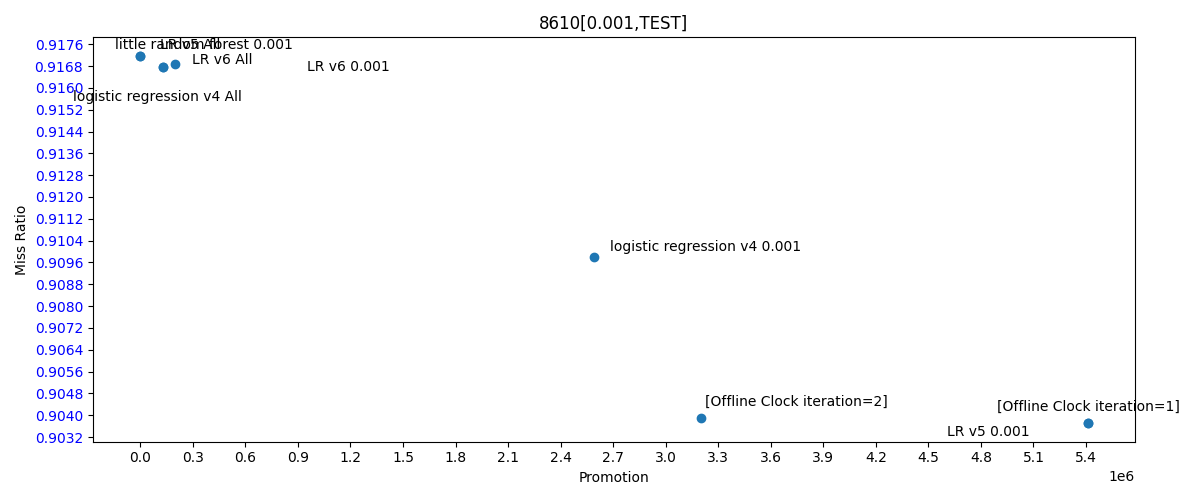 8610[0.001,TEST]
0.9176
0.9168
0.9160
0.9152
0.9144
0.9136
0.9128
0.9120
0.9112
0.9104
0.9096
0.9088
0.9080
0.9072
0.9064
0.9056
0.9048
0.9040
0.9032
Miss Ratio
little random forest 0.001
LR v5 All
LR v6 All
LR v6 0.001
logistic regression v4 All
logistic regression v4 0.001
[Offline Clock iteration=2]
[Offline Clock iteration=1]
LR v5 0.001
0.0 0.3 0.6 0.9 1.2 1.5 1.8 2.1 2.4 2.7 3.0 3.3 3.6 3.9 4.2 4.5 4.8 5.1 5.4
1e6
Promotion